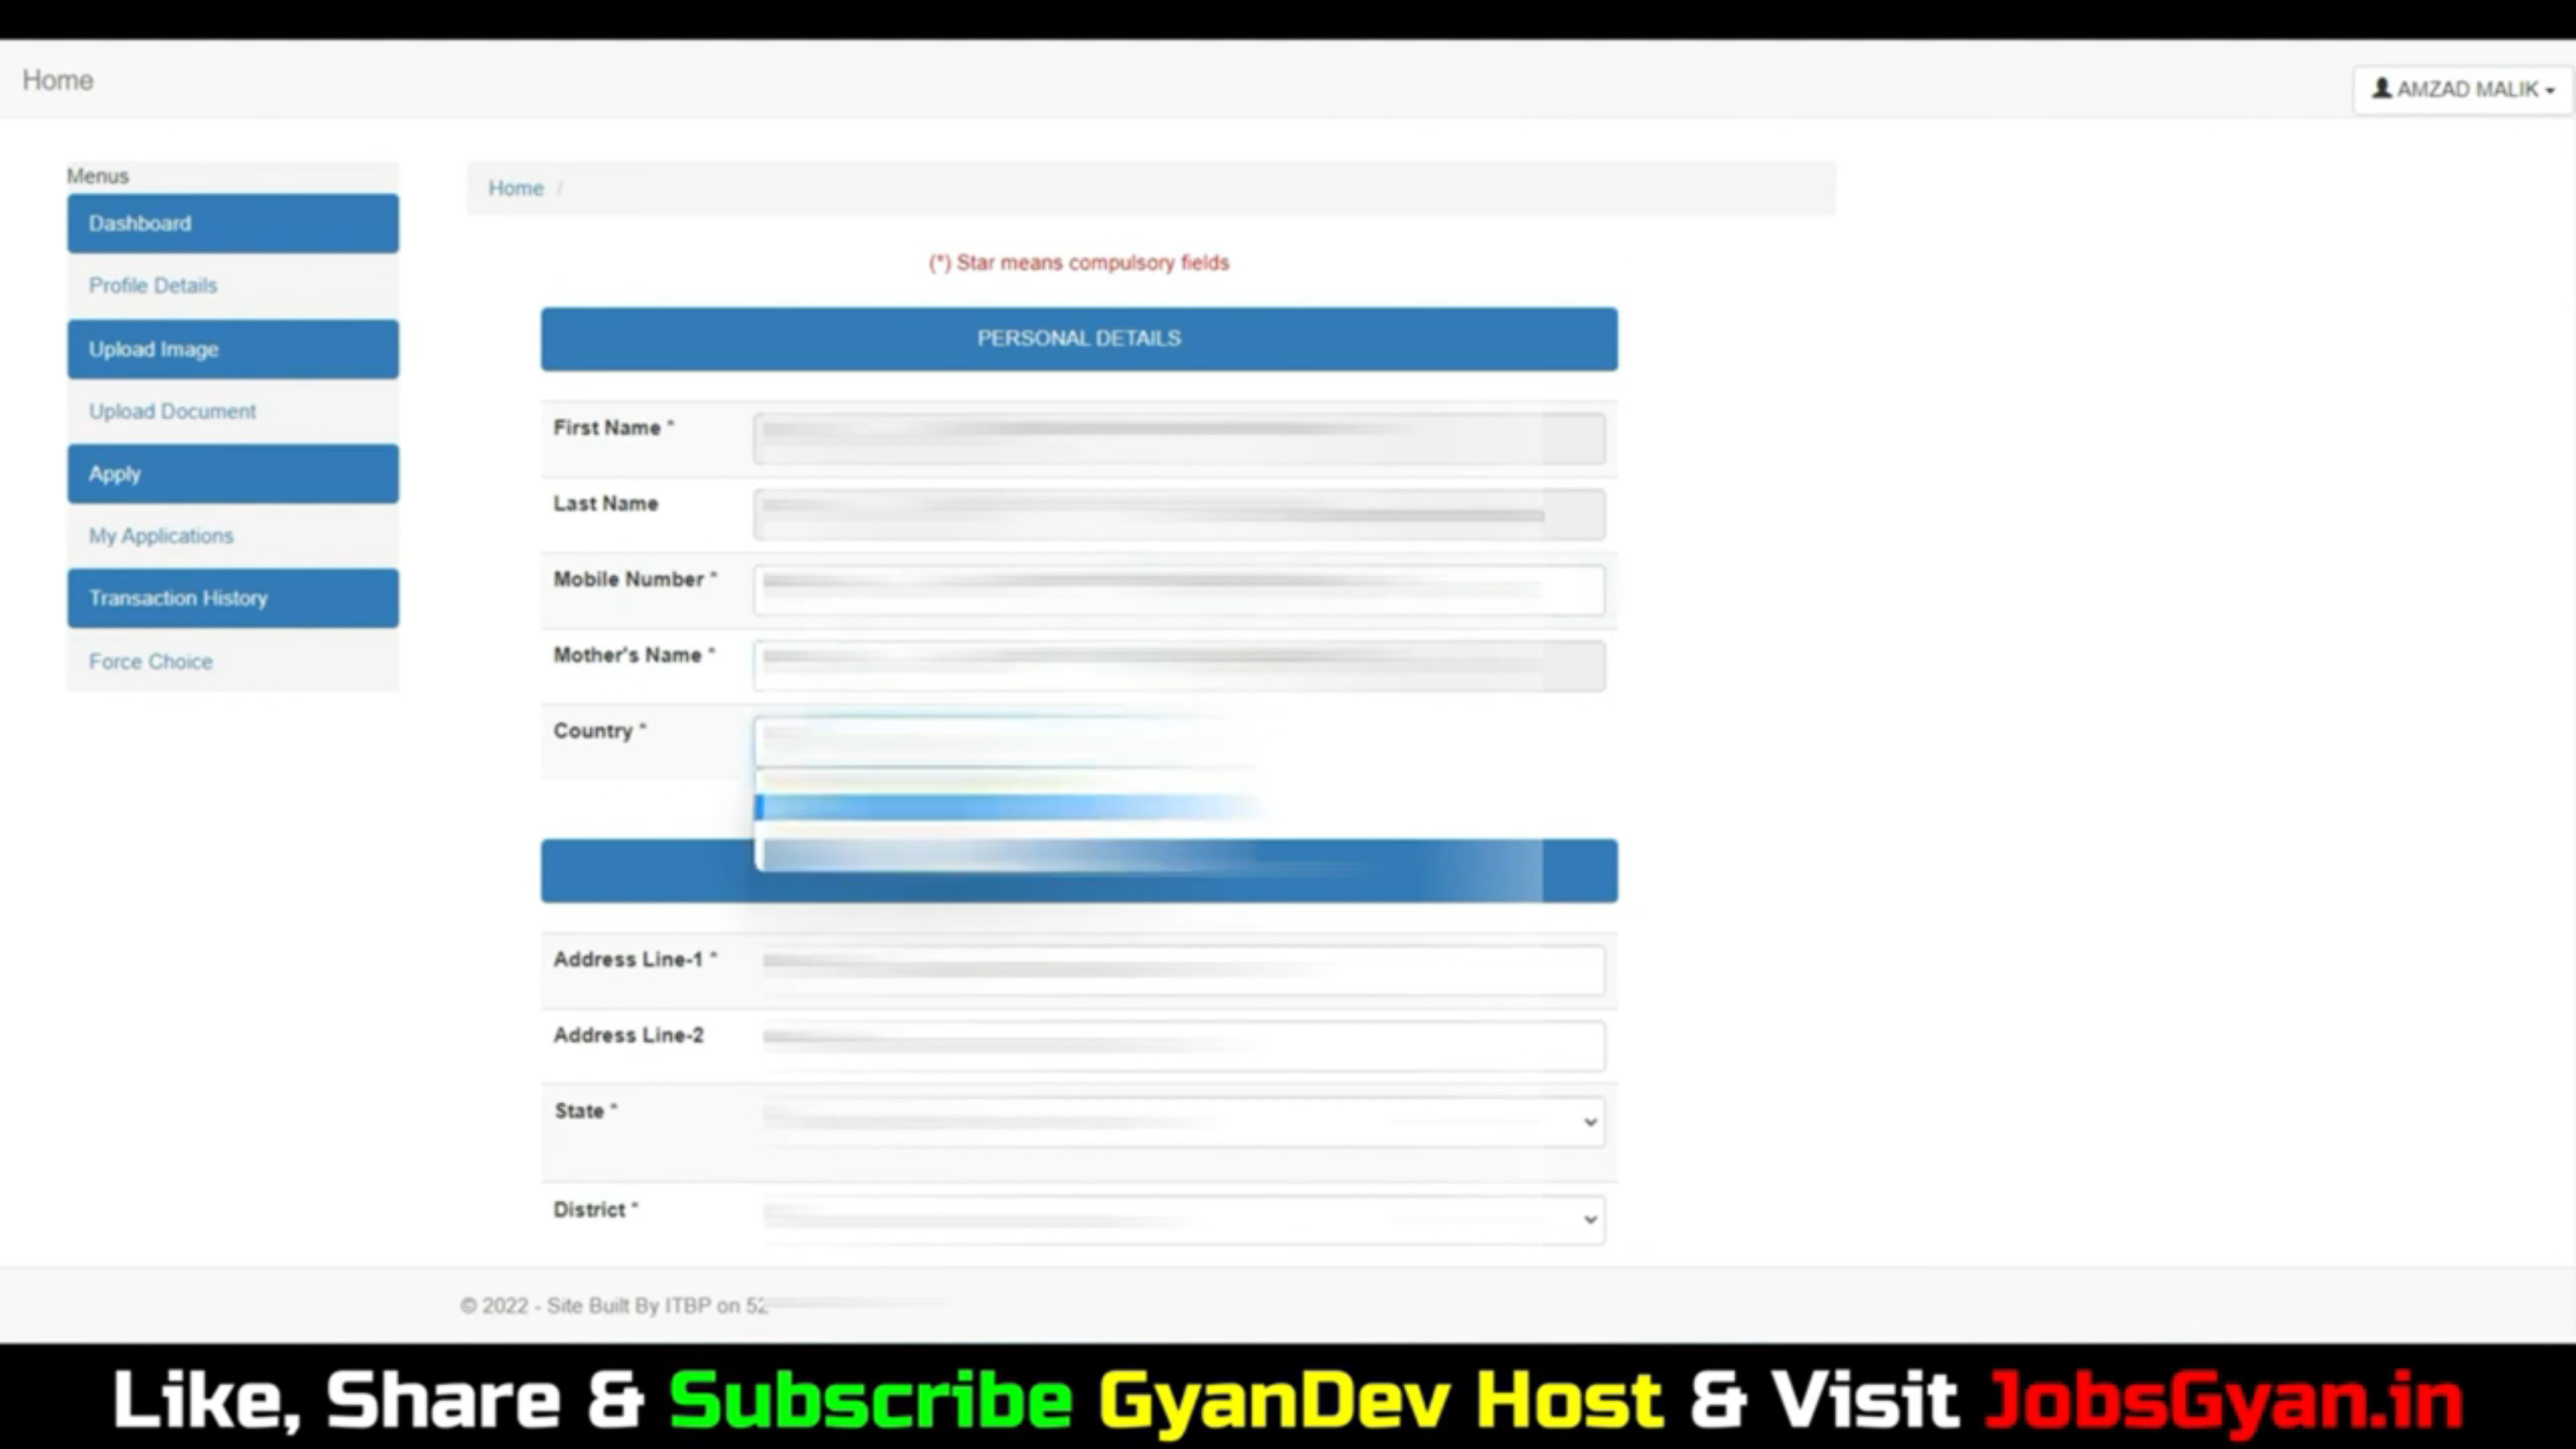 Home
AMZAD MALIK
Menus
Dashboard
Profile Details
Upload Image
Upload Document
Apply
My Applications
Transaction History
Force Choice
Home /
(*) Star means compulsory fields
PERSONAL DETAILS
First Name *
Last Name
Mobile Number *
Mother's Name *
Country *
Address Line-1 *
Address Line-2
State *
District *
© 2022 - Site Built By ITBP on 52
Like, Share & Subscribe GyanDev Host & Visit JobsGyan.in